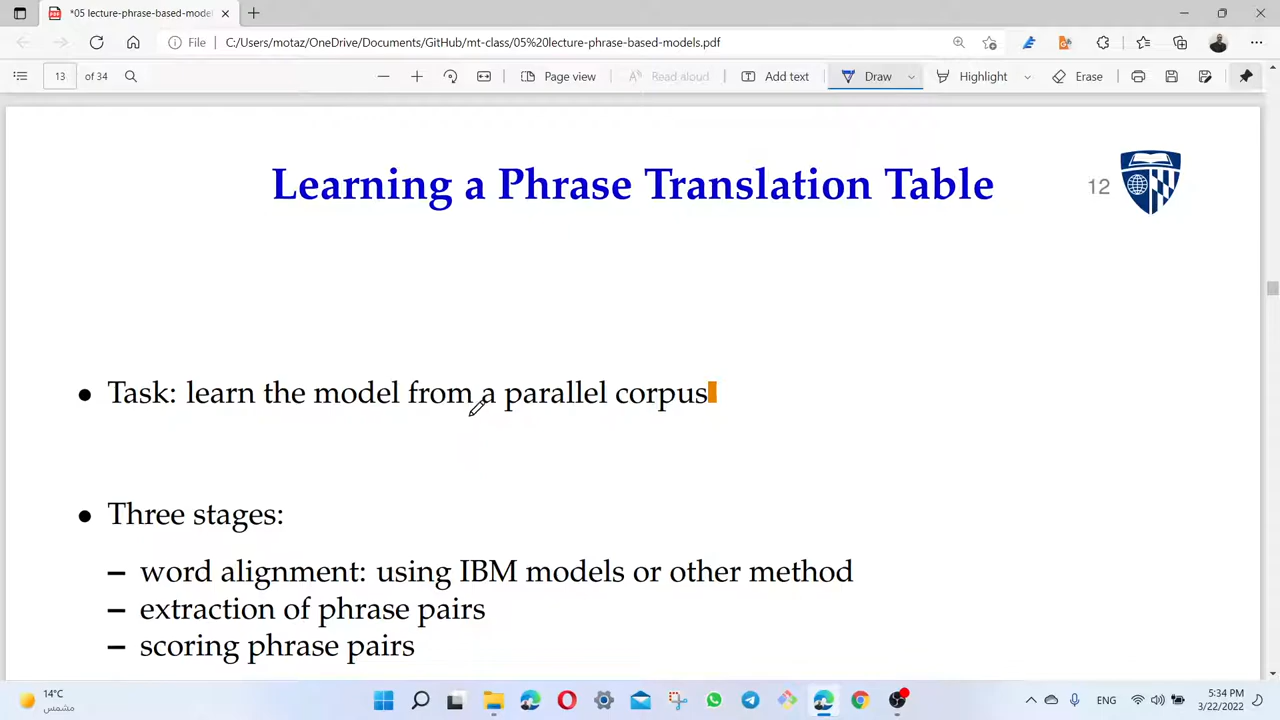 *05 lecture-phrase-based-model
File C:/Users/motaz/OneDrive/Documents/GitHub/mt-class/05%20lecture-phrase-based-models.pdf
13 of 34 Page view Read aloud Add text Draw Highlight Erase
Learning a Phrase Translation Table
12
• Task: learn the model from a parallel corpus
• Three stages:
– word alignment: using IBM models or other method
– extraction of phrase pairs
– scoring phrase pairs
14°C
مشمس
ENG
5:34 PM
3/22/2022